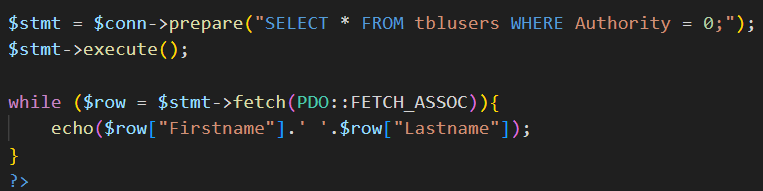 $stmt = $conn->prepare("SELECT * FROM tblusers WHERE Authority = 0;");
$stmt->execute();
while ($row = $stmt->fetch(PDO::FETCH_ASSOC)){
echo($row["Firstname"].' '.$row["Lastname"]);
}
?>